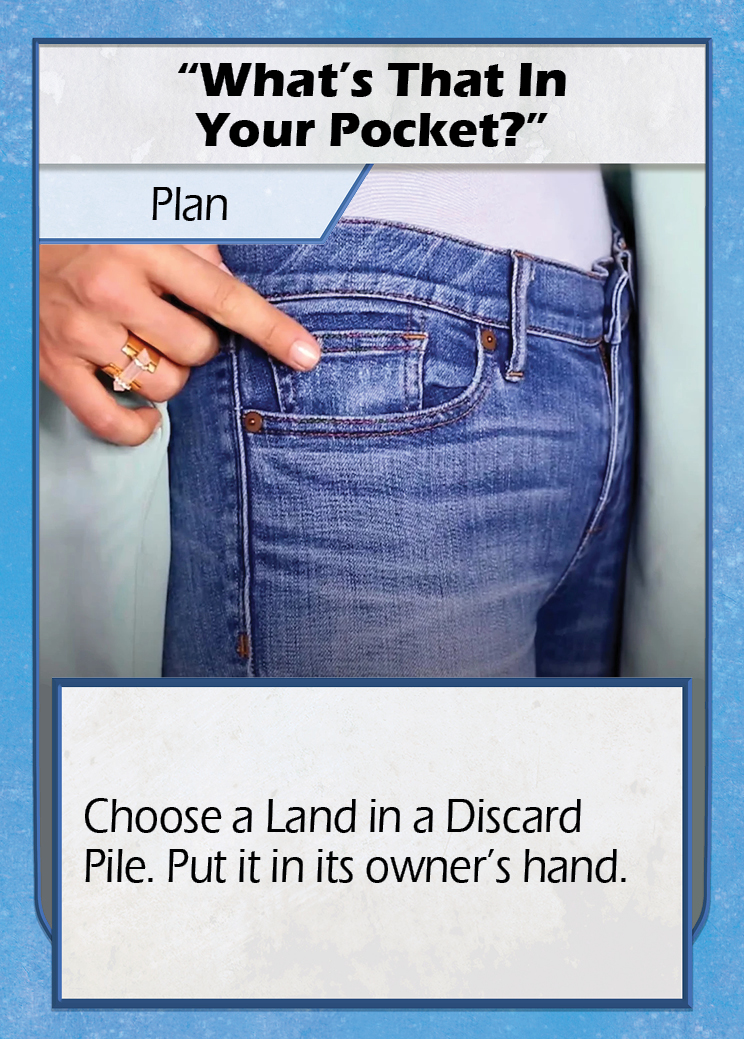 “What’s That In
Your Pocket?”
Plan
Choose a Land in a Discard
Pile. Put it in its owner’s hand.